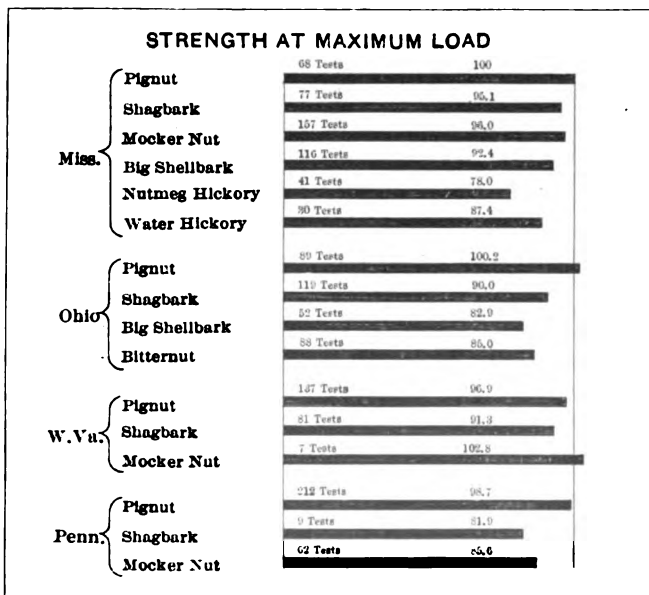 STRENGTH AT MAXIMUM LOAD
Miss.
Pignut 68 Tests 100
Shagbark 77 Tests 95.1
Mocker Nut 157 Tests 96.0
Big Shellbark 116 Tests 92.4
Nutmeg Hickory 41 Tests 78.0
Water Hickory 30 Tests 87.4
Ohio
Pignut 89 Tests 100.2
Shagbark 119 Tests 90.0
Big Shellbark 52 Tests 82.9
Bitternut 88 Tests 85.0
W.Va.
Pignut 137 Tests 96.9
Shagbark 81 Tests 91.3
Mocker Nut 7 Tests 102.8
Penn.
Pignut 212 Tests 98.7
Shagbark 9 Tests 81.9
Mocker Nut 62 Tests